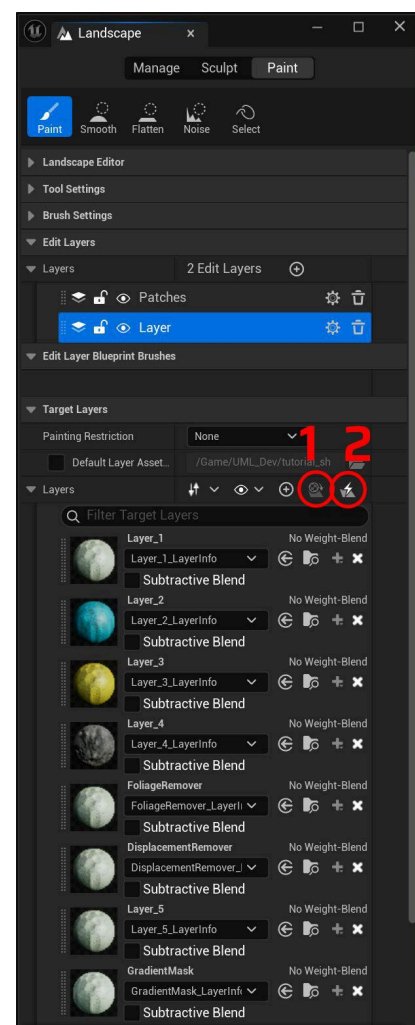 Landscape
Manage Sculpt Paint
Paint Smooth Flatten Noise Select
Landscape Editor
Tool Settings
Brush Settings
Edit Layers
Layers 2 Edit Layers
Patches
Layer
Edit Layer Blueprint Brushes
Target Layers
1 2
Painting Restriction None
Default Layer Asset... /Game/UML_Dev/tutorial_sh
Layers
Filter Target Layers
Layer_1 No Weight-Blend
Layer_1_LayerInfo
Subtractive Blend
Layer_2 No Weight-Blend
Layer_2_LayerInfo
Subtractive Blend
Layer_3 No Weight-Blend
Layer_3_LayerInfo
Subtractive Blend
Layer_4 No Weight-Blend
Layer_4_LayerInfo
Subtractive Blend
FoliageRemover No Weight-Blend
FoliageRemover_LayerI
Subtractive Blend
DisplacementRemover No Weight-Blend
DisplacementRemover_
Subtractive Blend
Layer_5 No Weight-Blend
Layer_5_LayerInfo
Subtractive Blend
GradientMask No Weight-Blend
GradientMask_LayerInf
Subtractive Blend